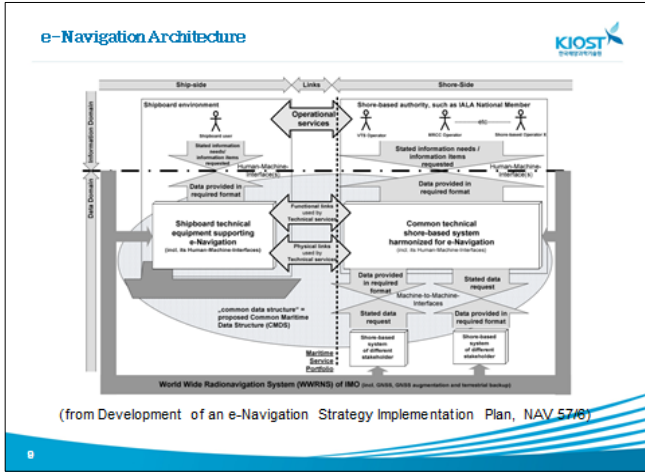 e-Navigation Architecture
KIOST
한국해양과학기술원
Ship-side
Links
Shore-Side
Information Domain
Data Domain
Shipboard environment
Shipboard user
Operational
services
Shore-based authority, such as IALA National Member
VTS Operator
MRCC Operator
etc
Shore-based Operator X
Stated information
needs/
information items
requested
Human-Machine-
Interface(s)
Data provided in
required format
Stated information needs /
information items
requested
Human-Machine-
Interface(s)
Data provided in
required format
Shipboard technical
equipment supporting
e-Navigation
(incl. its Human-Machine-Interfaces)
Functional links
used by
Technical services
Physical links
used by
Technical services
Common technical
shore-based system
harmonized for e-Navigation
(incl. its Human-Machine-Interfaces)
„common data structure" =
proposed Common Maritime
Data Structure (CMDS)
Data provided
in required
format
Stated data
request
Machine-to-Machine-
Interfaces
Stated data
request
Data provided in
required format
Shore-based
system
of different
stakeholder
Shore-based
system
of different
stakeholder
Maritime
Service
Portfolio
World Wide Radionavigation System (WWRNS) of IMO (incl. GNSS, GNSS augmentation and terrestrial backup)
(from Development of an e-Navigation Strategy Implementation Plan, NAV 57/6)
9